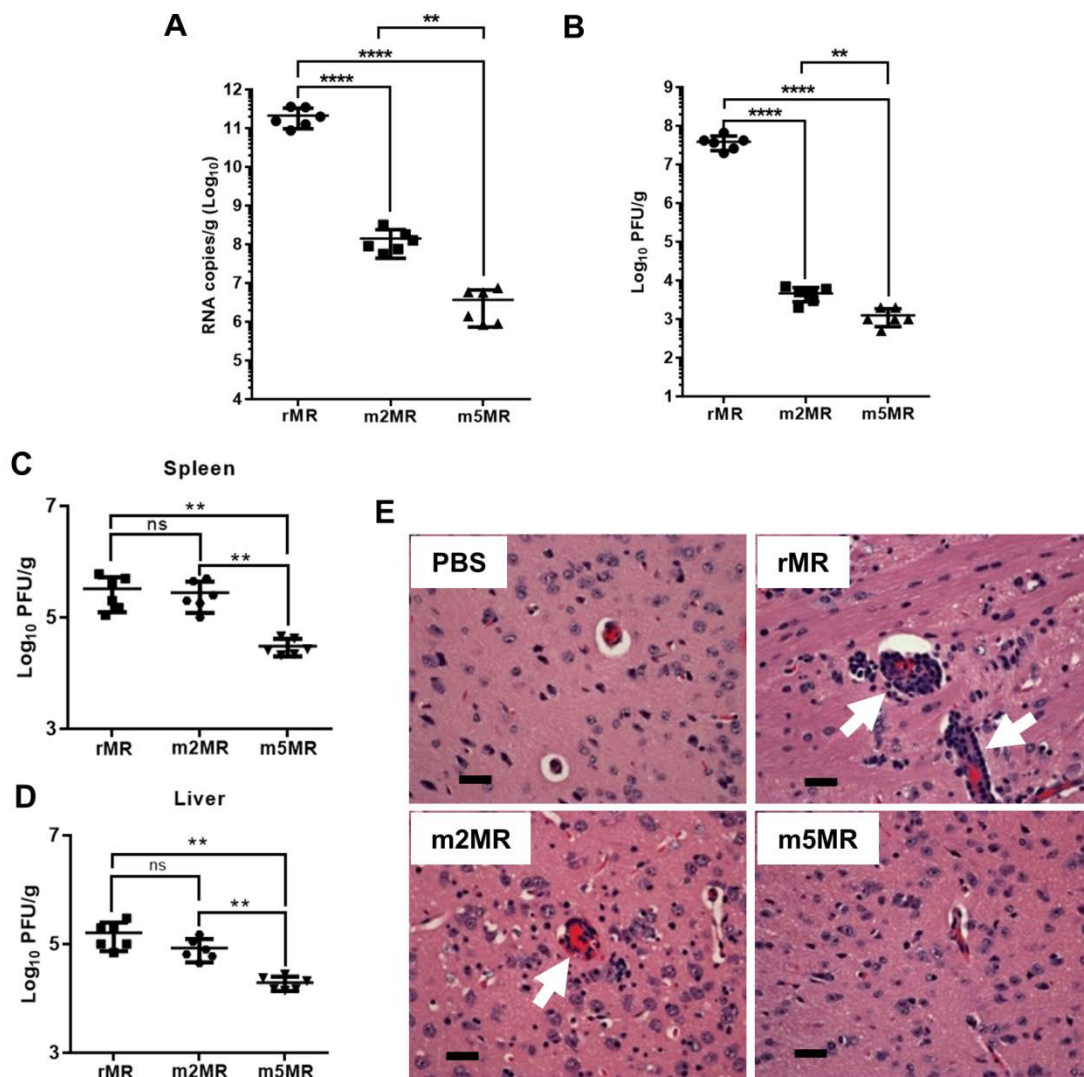 A
**
****
****
12
11
10
9
8
7
6
5
4
RNA copies/g (Log10)
rMR m2MR m5MR
B
**
****
****
9
8
7
6
5
4
3
2
1
Log10 PFU/g
rMR m2MR m5MR
C
Spleen
**
ns
**
7
5
3
Log10 PFU/g
rMR m2MR m5MR
D
Liver
**
ns
**
7
5
3
Log10 PFU/g
rMR m2MR m5MR
E
PBS
rMR
m2MR
m5MR